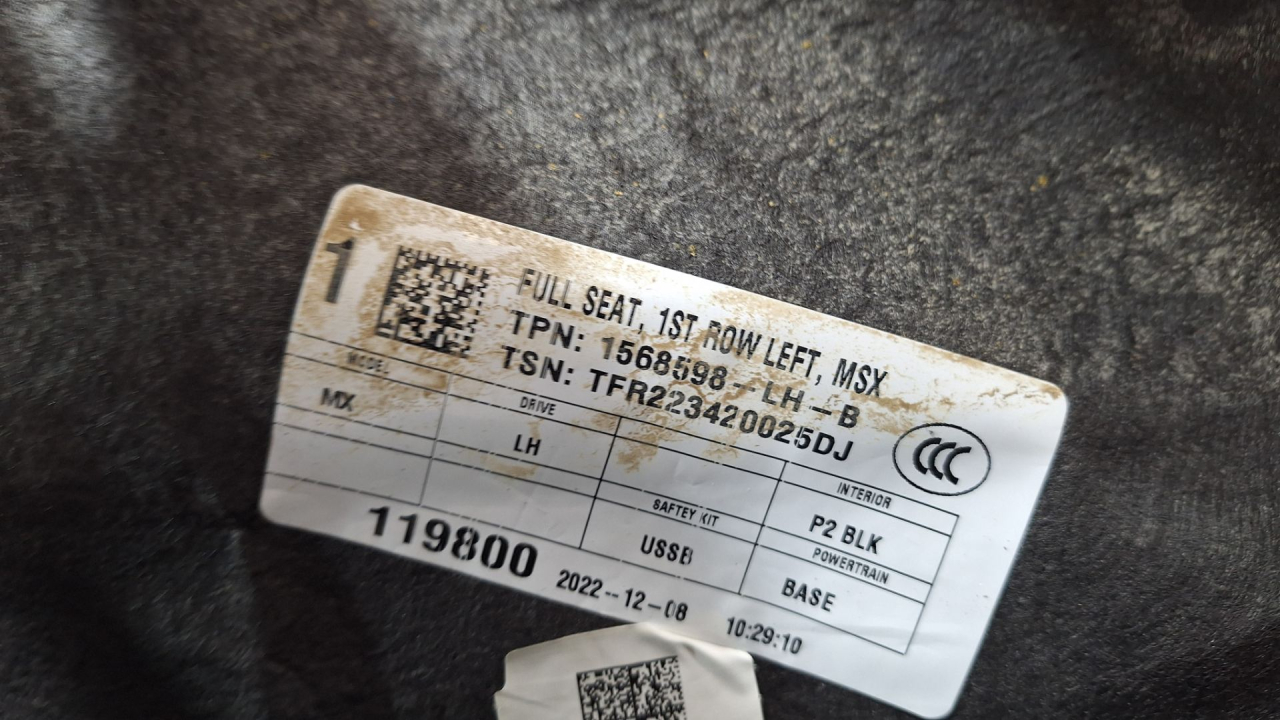 1
FULL SEAT, 1ST ROW LEFT, MSX
TPN: 1568598-LH-B
TSN: TFR223420025DJ
CCC
MODEL
DRIVE
INTERIOR
MX
LH
P2 BLK
SAFTEY KIT
POWERTRAIN
USSB
BASE
119800
2022-12-08 10:29:10